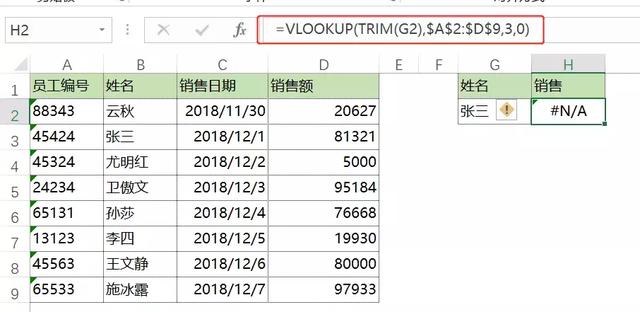 H2 fx =VLOOKUP(TRIM(G2),$A$2:$D$9,3,0)
A B C D E F G H
1 员工编号 姓名 销售日期 销售额 姓名 销售
2 88343 云秋 2018/11/30 20627 张三 #N/A
3 45424 张三 2018/12/1 81321
4 45324 尤明红 2018/12/2 5000
5 24234 卫傲文 2018/12/3 95184
6 65131 孙莎 2018/12/4 76668
7 13123 李四 2018/12/5 19930
8 45563 王文静 2018/12/6 80000
9 65533 施冰露 2018/12/7 97933